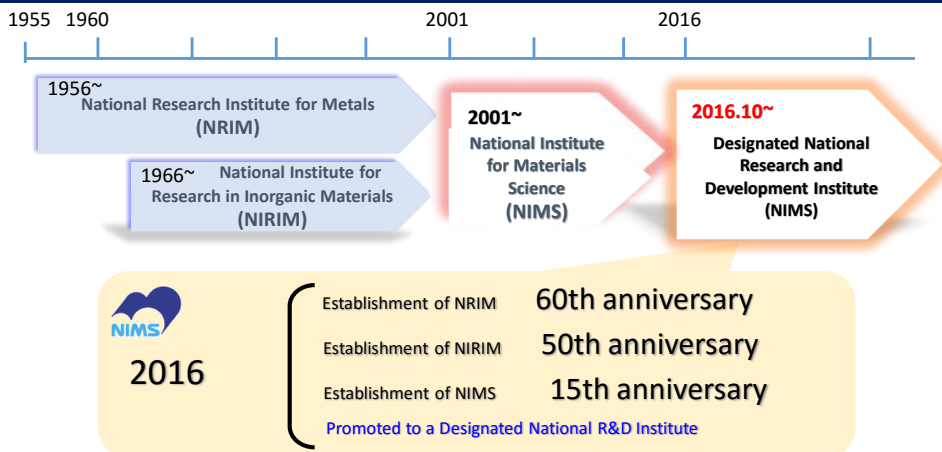 1955 1960 2001 2016
1956~
National Research Institute for Metals
(NRIM)
1966~ National Institute for
Research in Inorganic Materials
(NIRIM)
2001~
National Institute
for Materials
Science
(NIMS)
2016.10~
Designated National
Research and
Development Institute
(NIMS)
NIMS
2016
Establishment of NRIM 60th anniversary
Establishment of NIRIM 50th anniversary
Establishment of NIMS 15th anniversary
Promoted to a Designated National R&D Institute